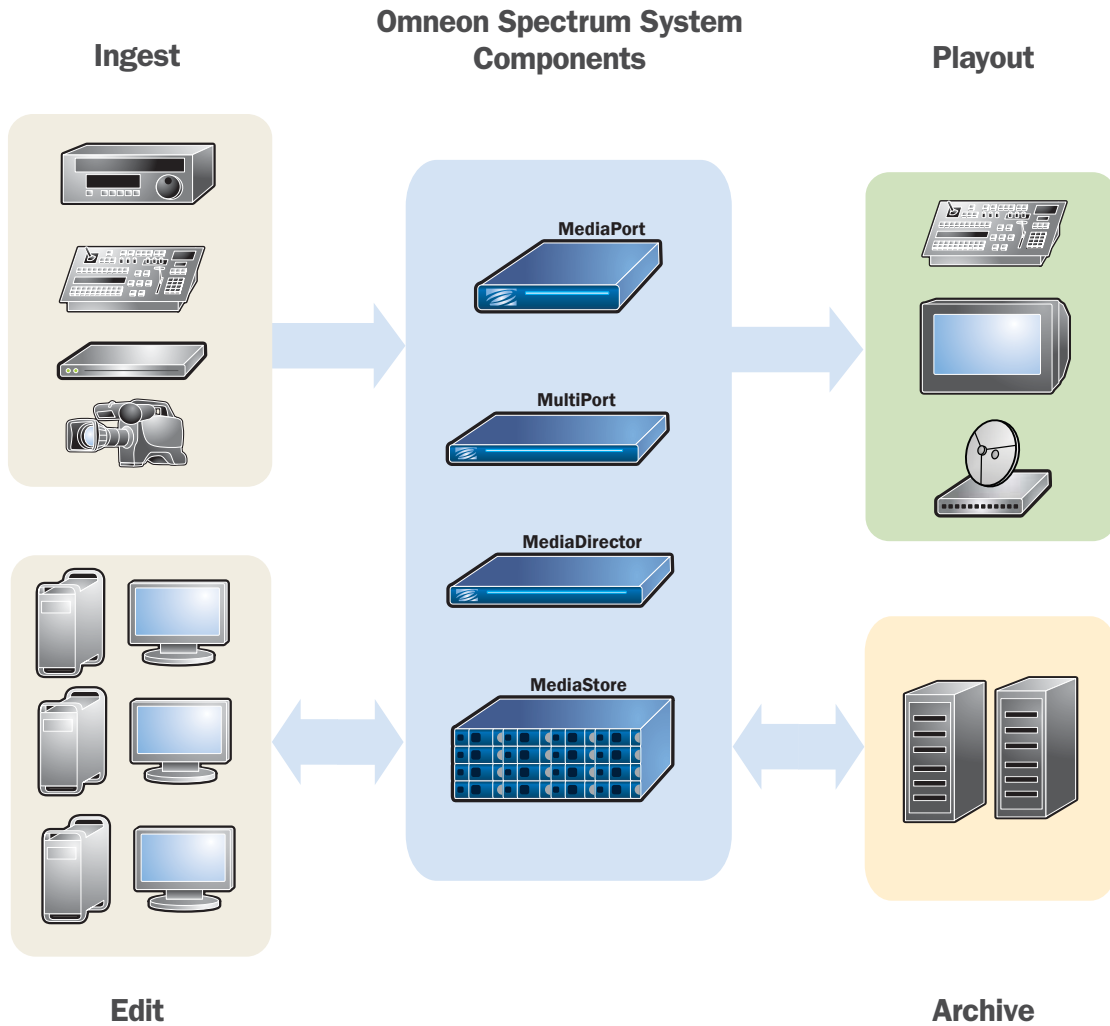 Ingest
Omneon Spectrum System
Components
Playout
MediaPort
MultiPort
MediaDirector
MediaStore
Edit
Archive